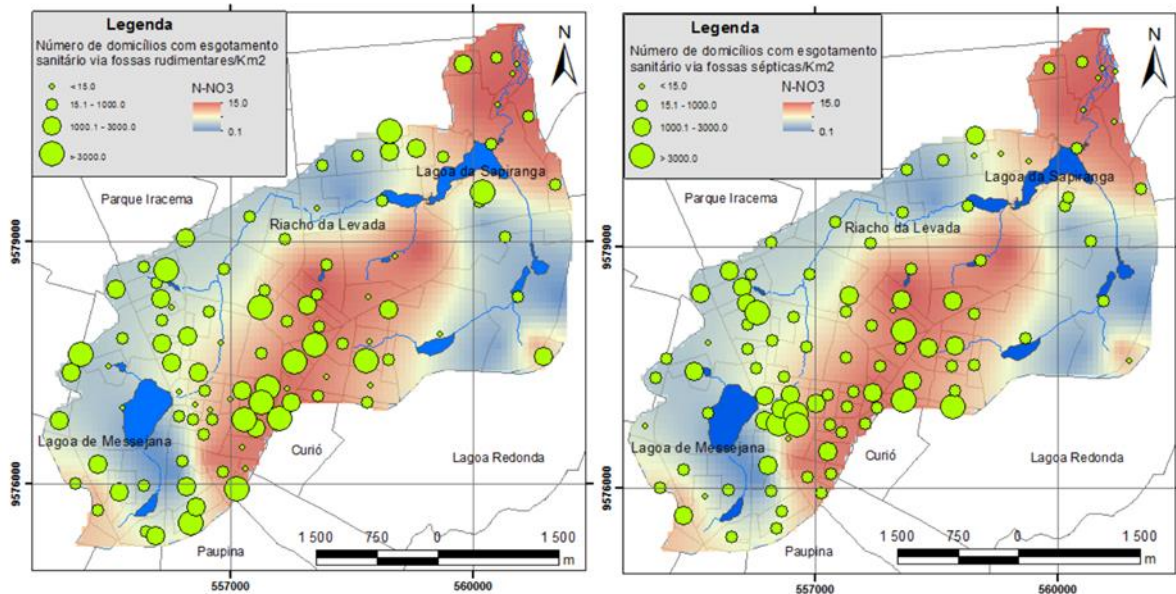 Legenda
Número de domicílios com esgotamento
sanitário via fossas rudimentares/Km2
N-NO3
< 15.0
15.1 - 1000.0
1000.1 - 3000.0
> 3000.0
15.0
0.1
N
Lagoa da Sapiranga
Parque Iracema
Riacho da Levada
9579000
Lagoa de Messejana
Curió
Lagoa Redonda
9576000
Paupina
1 500 750 0 1 500
m
557000 560000
Legenda
Número de domicílios com esgotamento
sanitário via fossas sépticas/Km2
N-NO3
< 15.0
15.1 - 1000.0
1000.1 - 3000.0
> 3000.0
15.0
0.1
N
Lagoa da Sapiranga
Parque Iracema
Riacho da Levada
9579000
Lagoa de Messejana
Curió
Lagoa Redonda
9576000
Paupina
1 500 750 0 1 500
m
557000 560000